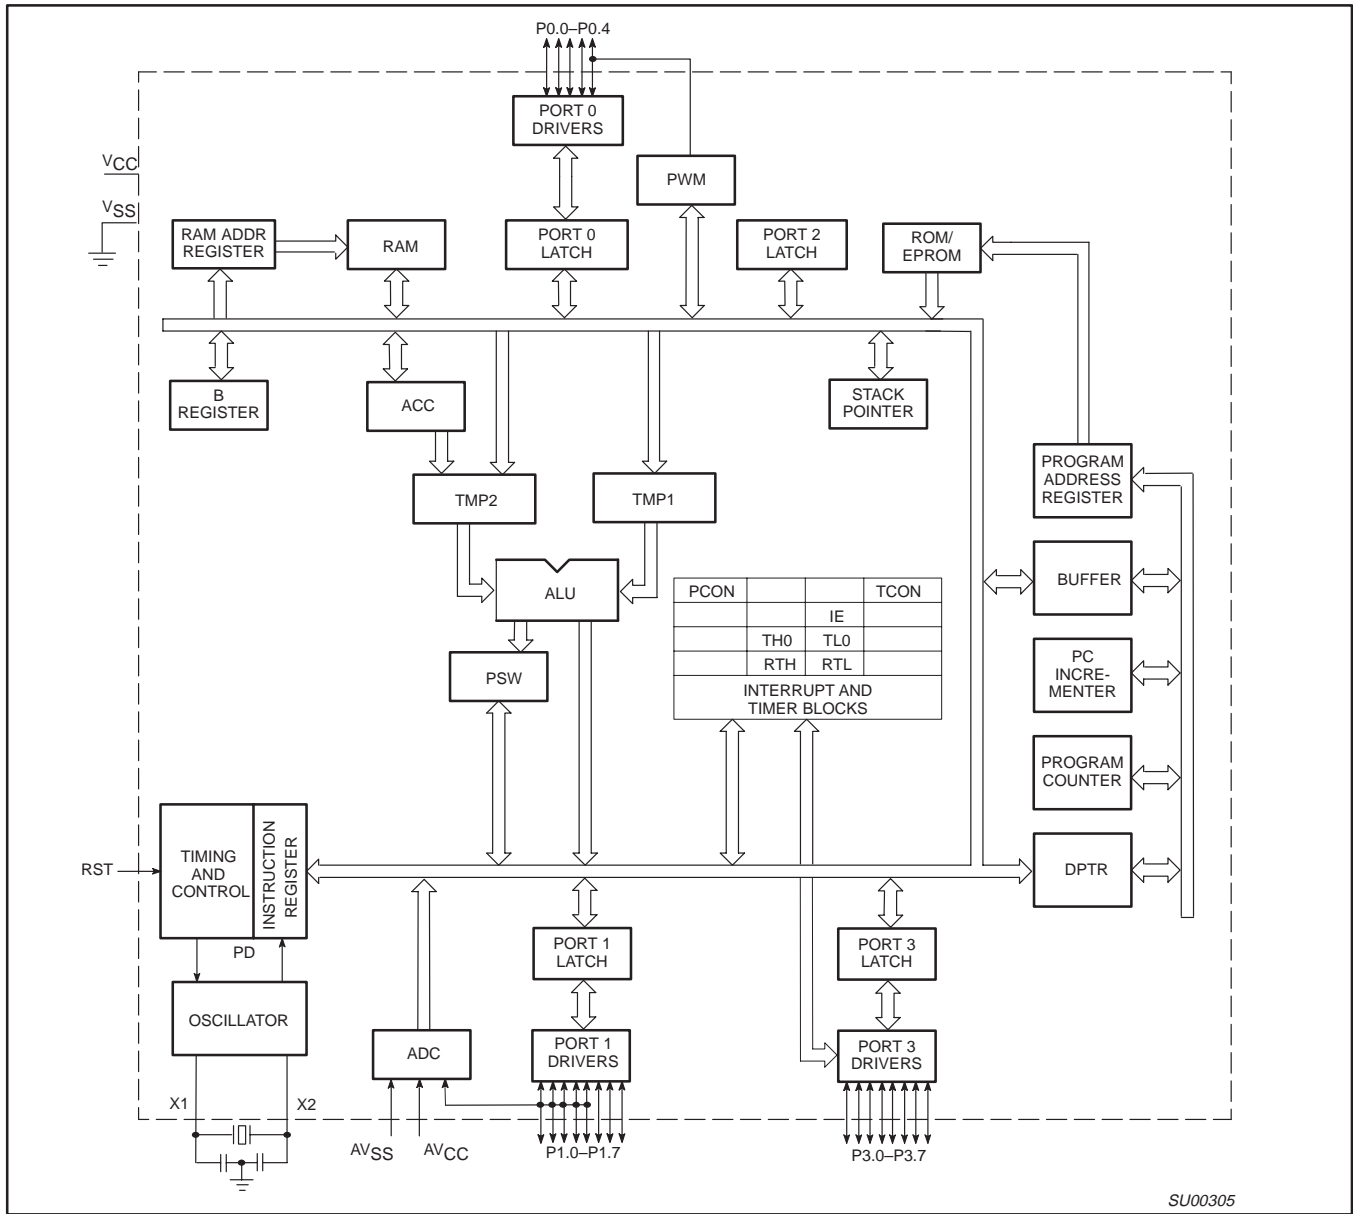 P0.0–P0.4
PORT 0
DRIVERS
VCC
PWM
VSS
RAM ADDR
REGISTER
RAM
PORT 0
LATCH
PORT 2
LATCH
ROM/
EPROM
B
REGISTER
ACC
STACK
POINTER
PROGRAM
ADDRESS
REGISTER
TMP2
TMP1
BUFFER
ALU
PCON
TCON
IE
TH0
TL0
RTH
RTL
INTERRUPT AND
TIMER BLOCKS
PSW
PC
INCRE-
MENTER
PROGRAM
COUNTER
RST
TIMING
AND
CONTROL
INSTRUCTION
REGISTER
DPTR
PD
PORT 1
LATCH
PORT 3
LATCH
OSCILLATOR
ADC
PORT 1
DRIVERS
PORT 3
DRIVERS
X1
X2
AVSS
AVCC
P1.0–P1.7
P3.0–P3.7
SU00305